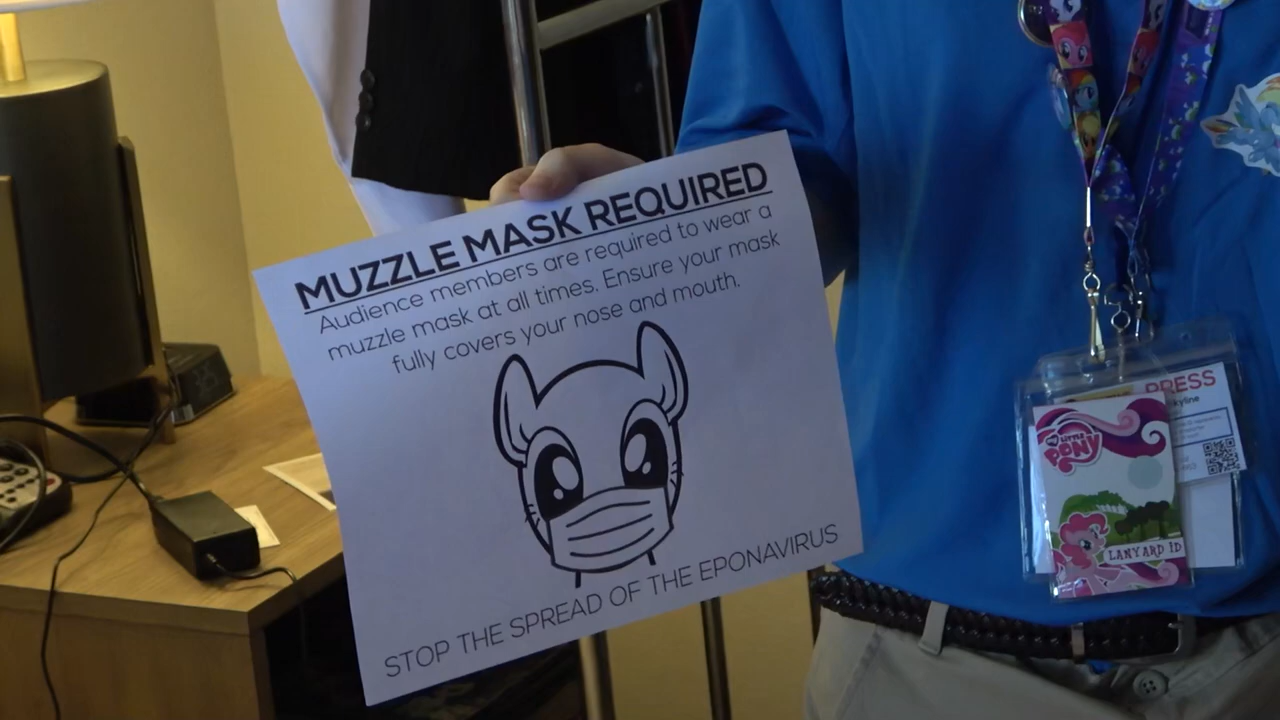 MUZZLE MASK REQUIRED
Audience members are required to wear a
muzzle mask at all times. Ensure your mask
fully covers your nose and mouth.
STOP THE SPREAD OF THE EPONAVIRUS
PRESS
kyline
MY LITTLE
PONY
LANYARD ID